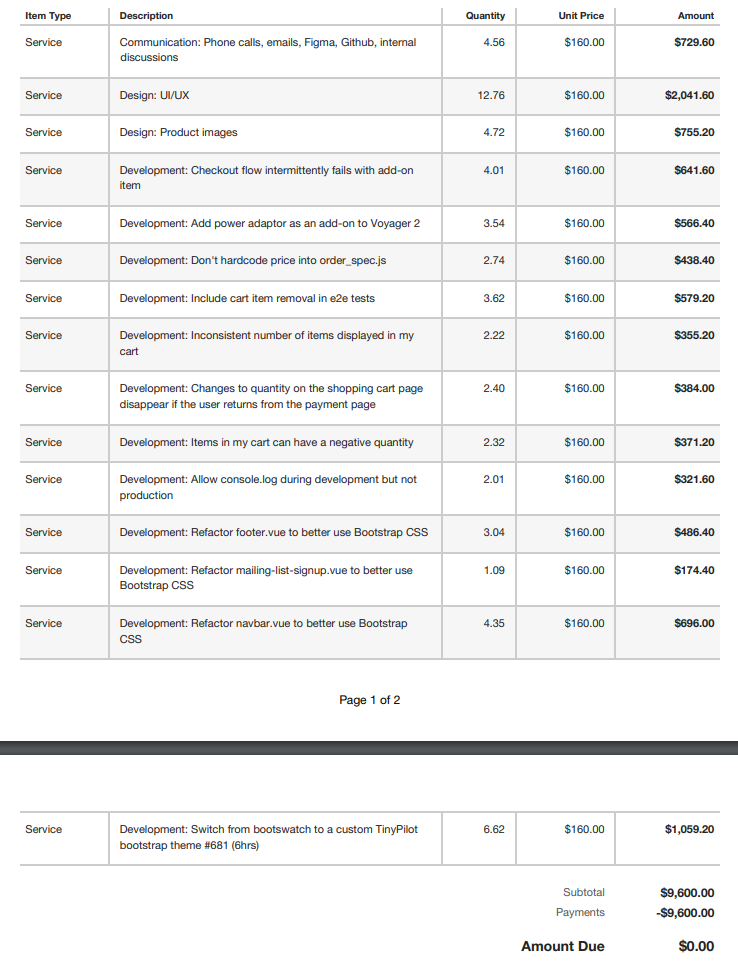 Item Type Description Quantity Unit Price Amount
Service Communication: Phone calls, emails, Figma, Github, internal 4.56 $160.00 $729.60
discussions
Service Design: UI/UX 12.76 $160.00 $2,041.60
Service Design: Product images 4.72 $160.00 $755.20
Service Development: Checkout flow intermittently fails with add-on 4.01 $160.00 $641.60
item
Service Development: Add power adaptor as an add-on to Voyager 2 3.54 $160.00 $566.40
Service Development: Don't hardcode price into order_spec.js 2.74 $160.00 $438.40
Service Development: Include cart item removal in e2e tests 3.62 $160.00 $579.20
Service Development: Inconsistent number of items displayed in my 2.22 $160.00 $355.20
cart
Service Development: Changes to quantity on the shopping cart page 2.40 $160.00 $384.00
disappear if the user returns from the payment page
Service Development: Items in my cart can have a negative quantity 2.32 $160.00 $371.20
Service Development: Allow console.log during development but not 2.01 $160.00 $321.60
production
Service Development: Refactor footer.vue to better use Bootstrap CSS 3.04 $160.00 $486.40
Service Development: Refactor mailing-list-signup.vue to better use 1.09 $160.00 $174.40
Bootstrap CSS
Service Development: Refactor navbar.vue to better use Bootstrap 4.35 $160.00 $696.00
CSS
Page 1 of 2
Service Development: Switch from bootswatch to a custom TinyPilot 6.62 $160.00 $1,059.20
bootstrap theme #681 (6hrs)
Subtotal $9,600.00
Payments -$9,600.00
Amount Due $0.00